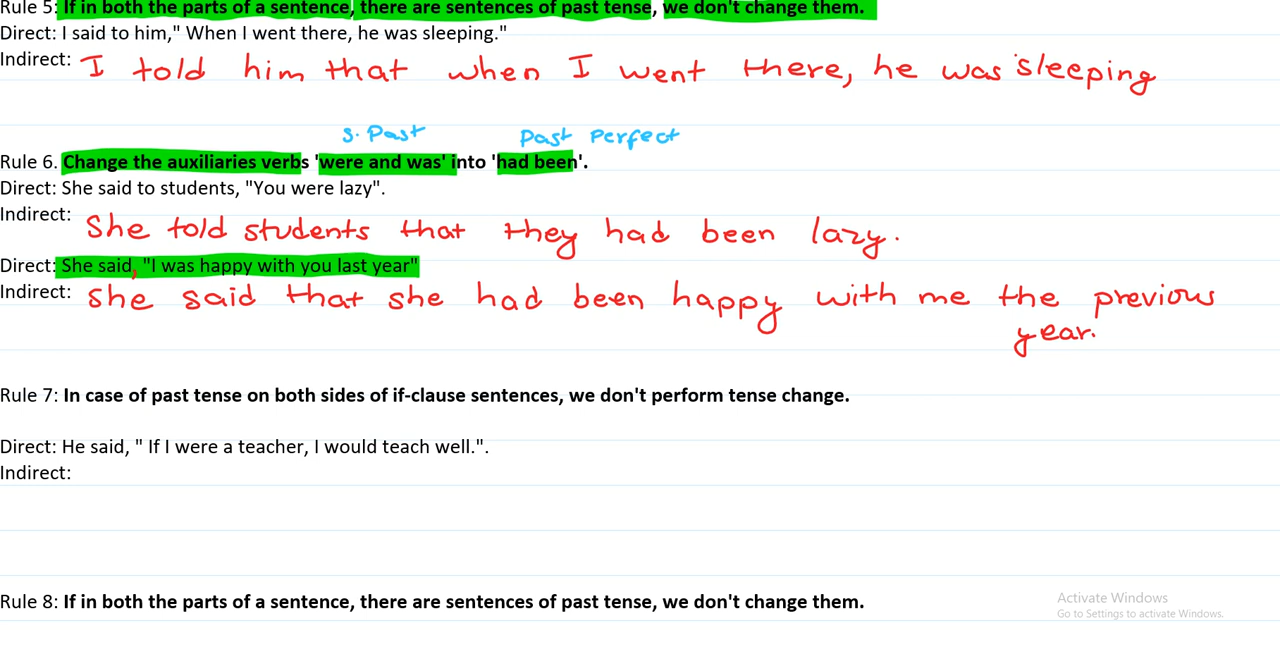 Rule 5: If in both the parts of a sentence, there are sentences of past tense, we don't change them.
Direct: I said to him," When I went there, he was sleeping."
Indirect: I told him that when I went there, he was sleeping
s. Past Past Perfect
Rule 6. Change the auxiliaries verbs 'were and was' into 'had been'.
Direct: She said to students, "You were lazy".
Indirect: She told students that they had been lazy.
Direct: She said, "I was happy with you last year"
Indirect: she said that she had been happy with me the previous
year.
Rule 7: In case of past tense on both sides of if-clause sentences, we don't perform tense change.
Direct: He said, " If I were a teacher, I would teach well.".
Indirect:
Rule 8: If in both the parts of a sentence, there are sentences of past tense, we don't change them.
Activate Windows
Go to Settings to activate Windows.